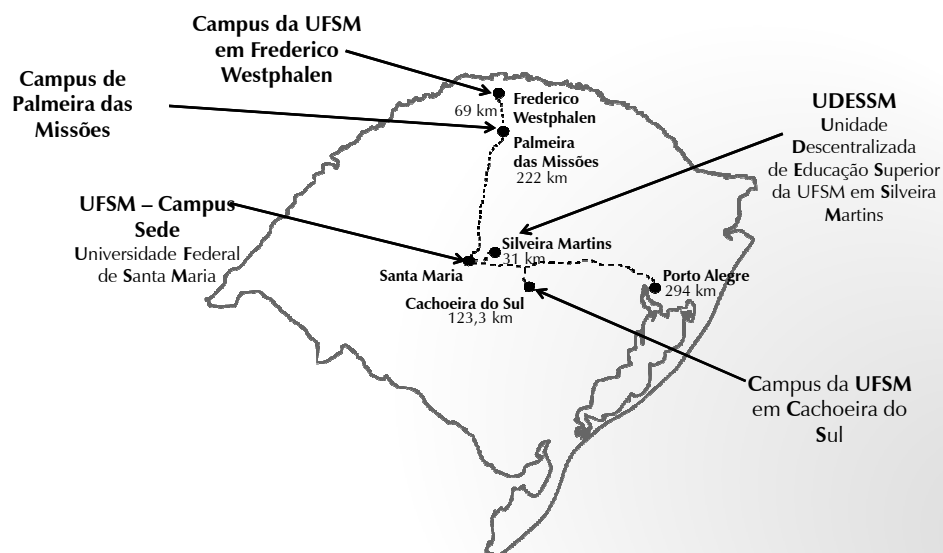 Campus da UFSM
em Frederico
Westphalen
Campus de
Palmeira das
Missões
69 km
Frederico
Westphalen
Palmeira
das Missões
222 km
UDESSM
Unidade
Descentralizada
de Educação Superior
da UFSM em Silveira
Martins
UFSM – Campus
Sede
Universidade Federal
de Santa Maria
Silveira Martins
31 km
Santa Maria
Cachoeira do Sul
123,3 km
Porto Alegre
294 km
Campus da UFSM
em Cachoeira do
Sul